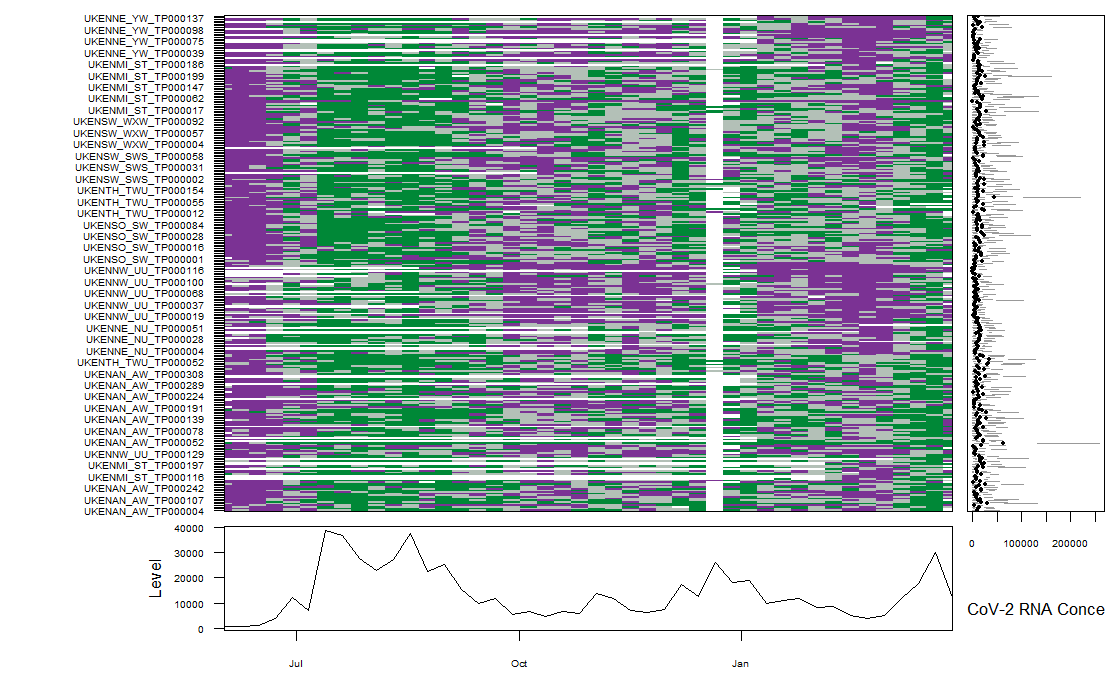 UKENNE_YW_TP000137
UKENNE_YW_TP000098
UKENNE_YW_TP000075
UKENNE_YW_TP000039
UKENMI_ST_TP000186
UKENMI_ST_TP000199
UKENMI_ST_TP000147
UKENMI_ST_TP000062
UKENMI_ST_TP000017
UKENSW_WXW_TP000092
UKENSW_WXW_TP000057
UKENSW_WXW_TP000004
UKENSW_SWS_TP000058
UKENSW_SWS_TP000031
UKENSW_SWS_TP000002
UKENTH_TWU_TP000154
UKENTH_TWU_TP000055
UKENTH_TWU_TP000012
UKENSO_SW_TP000084
UKENSO_SW_TP000028
UKENSO_SW_TP000016
UKENSO_SW_TP000001
UKENNW_UU_TP000116
UKENNW_UU_TP000100
UKENNW_UU_TP000068
UKENNW_UU_TP000037
UKENNW_UU_TP000019
UKENNE_NU_TP000051
UKENNE_NU_TP000028
UKENNE_NU_TP000004
UKENTH_TWU_TP000052
UKENAN_AW_TP000308
UKENAN_AW_TP000289
UKENAN_AW_TP000224
UKENAN_AW_TP000191
UKENAN_AW_TP000139
UKENAN_AW_TP000078
UKENAN_AW_TP000052
UKENNW_UU_TP000129
UKENMI_ST_TP000197
UKENMI_ST_TP000116
UKENAN_AW_TP000242
UKENAN_AW_TP000107
UKENAN_AW_TP000004
0 100000 200000
CoV-2 RNA Conce
Level
40000
30000
20000
10000
0
Jul Oct Jan